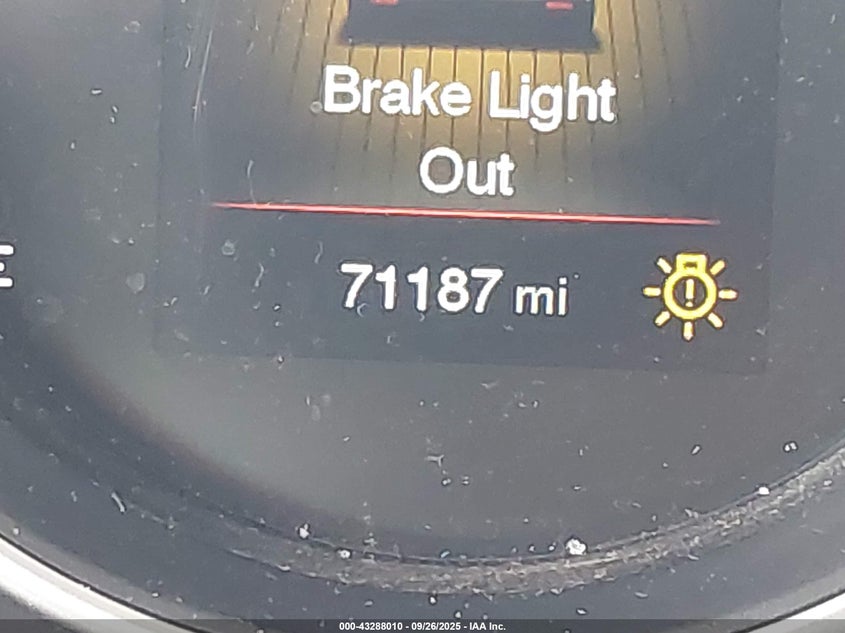 Brake Light
Out
71187 mi
E
000-43288010 - 09/26/2025 - IAA Inc.